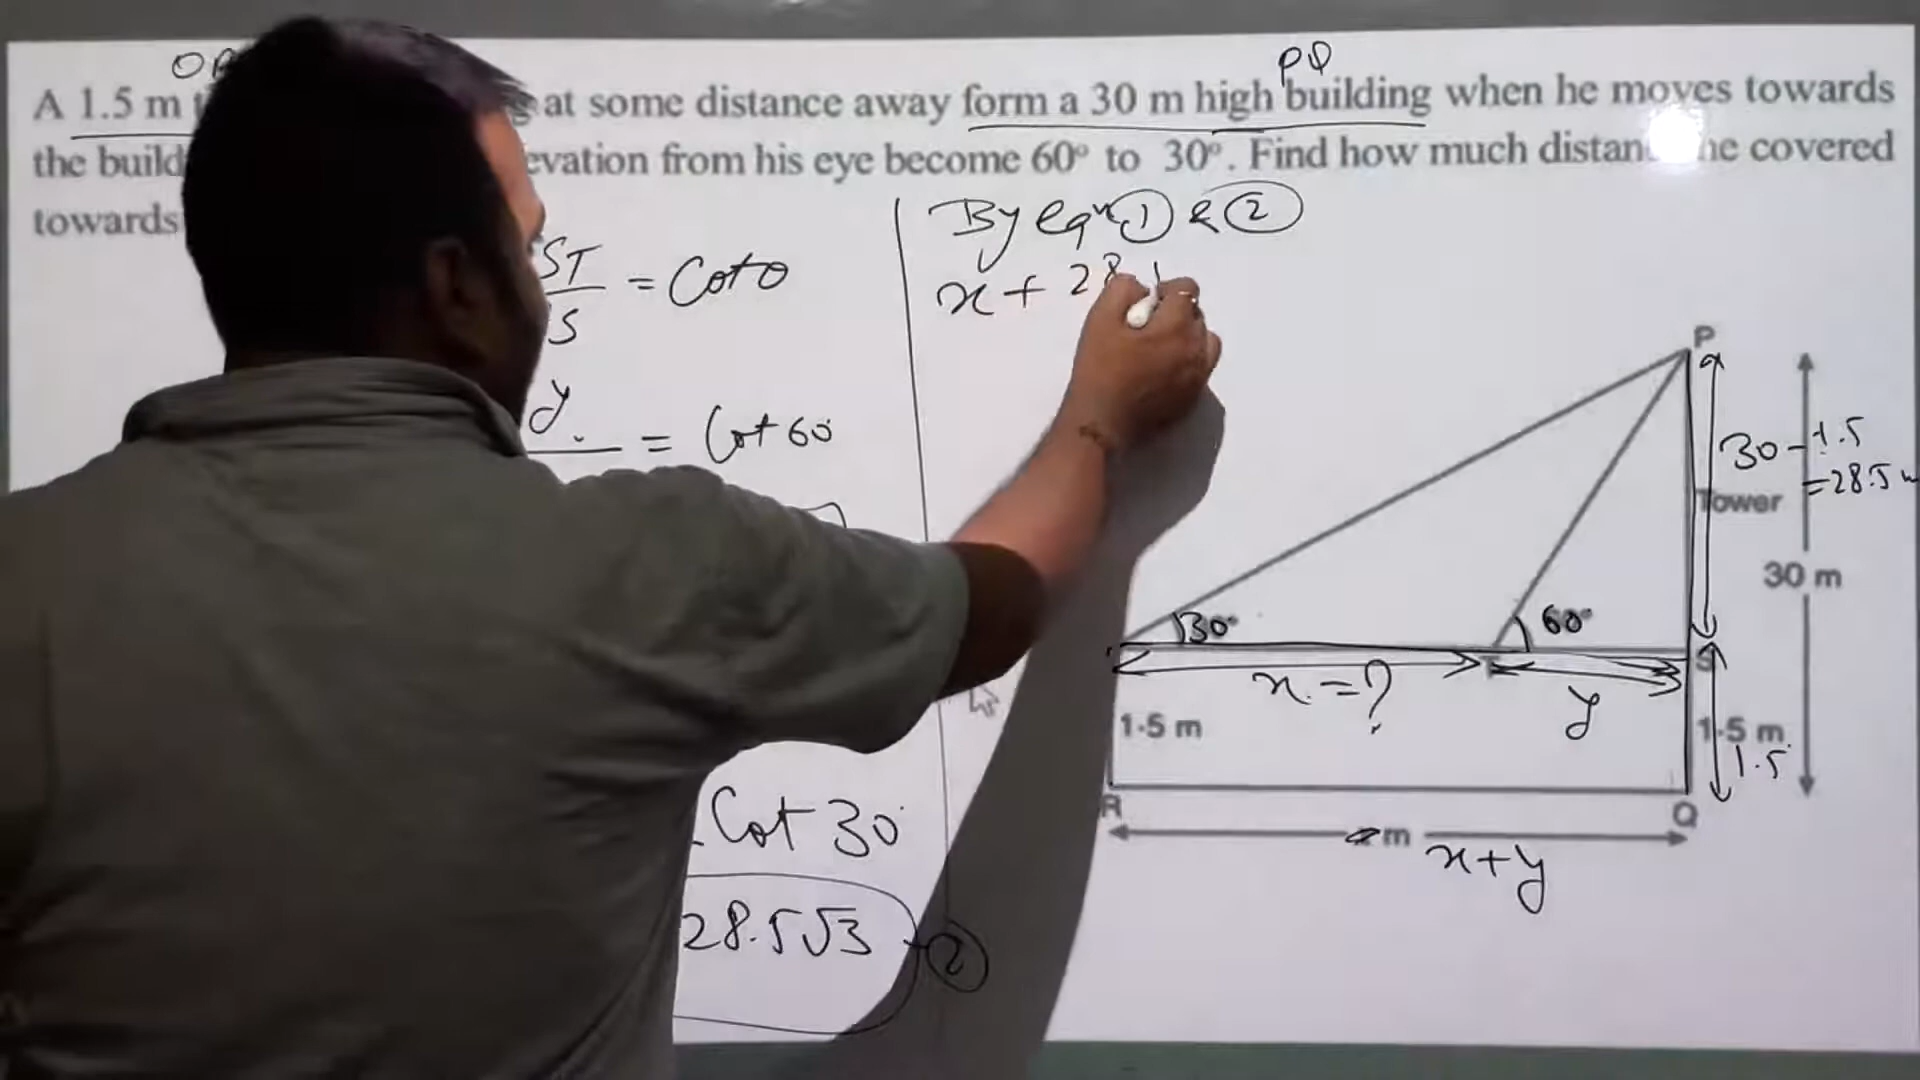 PQ
A 1.5 m at some distance away form a 30 m high building when he moves towards
the build evation from his eye become 60° to 30°. Find how much distan he covered
towards
ST/S = Cotθ
y = Cot 60
Cot 30
28.5√3 2
By eqⁿ 1 & 2
x + 28
P
30 - 1.5
= 28.5
Tower
30 m
30°
60°
S
x = ?
y
1·5 m
1·5 m
1.5
R
Q
m
x+y